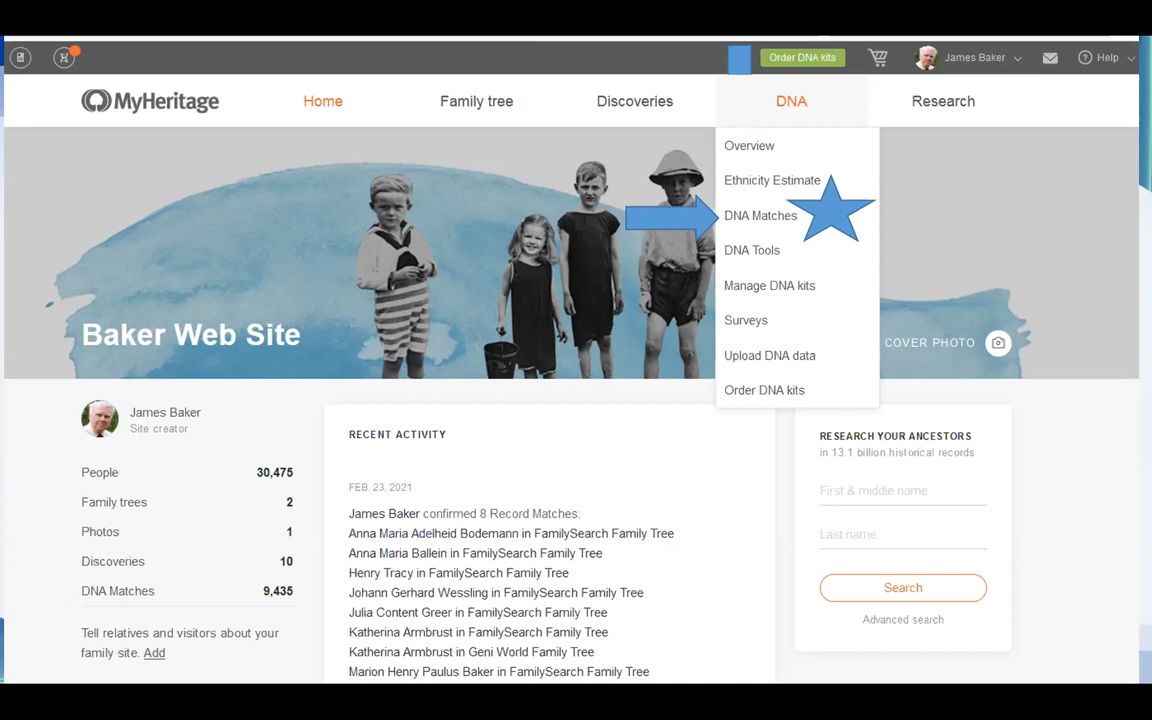 Order DNA kits
James Baker
Help
MyHeritage
Home
Family tree
Discoveries
DNA
Research
Overview
Ethnicity Estimate
DNA Matches
DNA Tools
Manage DNA kits
Surveys
Upload DNA data
Order DNA kits
Baker Web Site
COVER PHOTO
James Baker
Site creator
People 30,475
Family trees 2
Photos 1
Discoveries 10
DNA Matches 9,435
Tell relatives and visitors about your
family site. Add
RECENT ACTIVITY
FEB. 23, 2021
James Baker confirmed 8 Record Matches:
Anna Maria Adelheid Bodemann in FamilySearch Family Tree
Anna Maria Ballein in FamilySearch Family Tree
Henry Tracy in FamilySearch Family Tree
Johann Gerhard Wessling in FamilySearch Family Tree
Julia Content Greer in FamilySearch Family Tree
Katherina Armbrust in FamilySearch Family Tree
Katherina Armbrust in Geni World Family Tree
Marion Henry Paulus Baker in FamilySearch Family Tree
RESEARCH YOUR ANCESTORS
in 13.1 billion historical records
First & middle name
Last name
Search
Advanced search